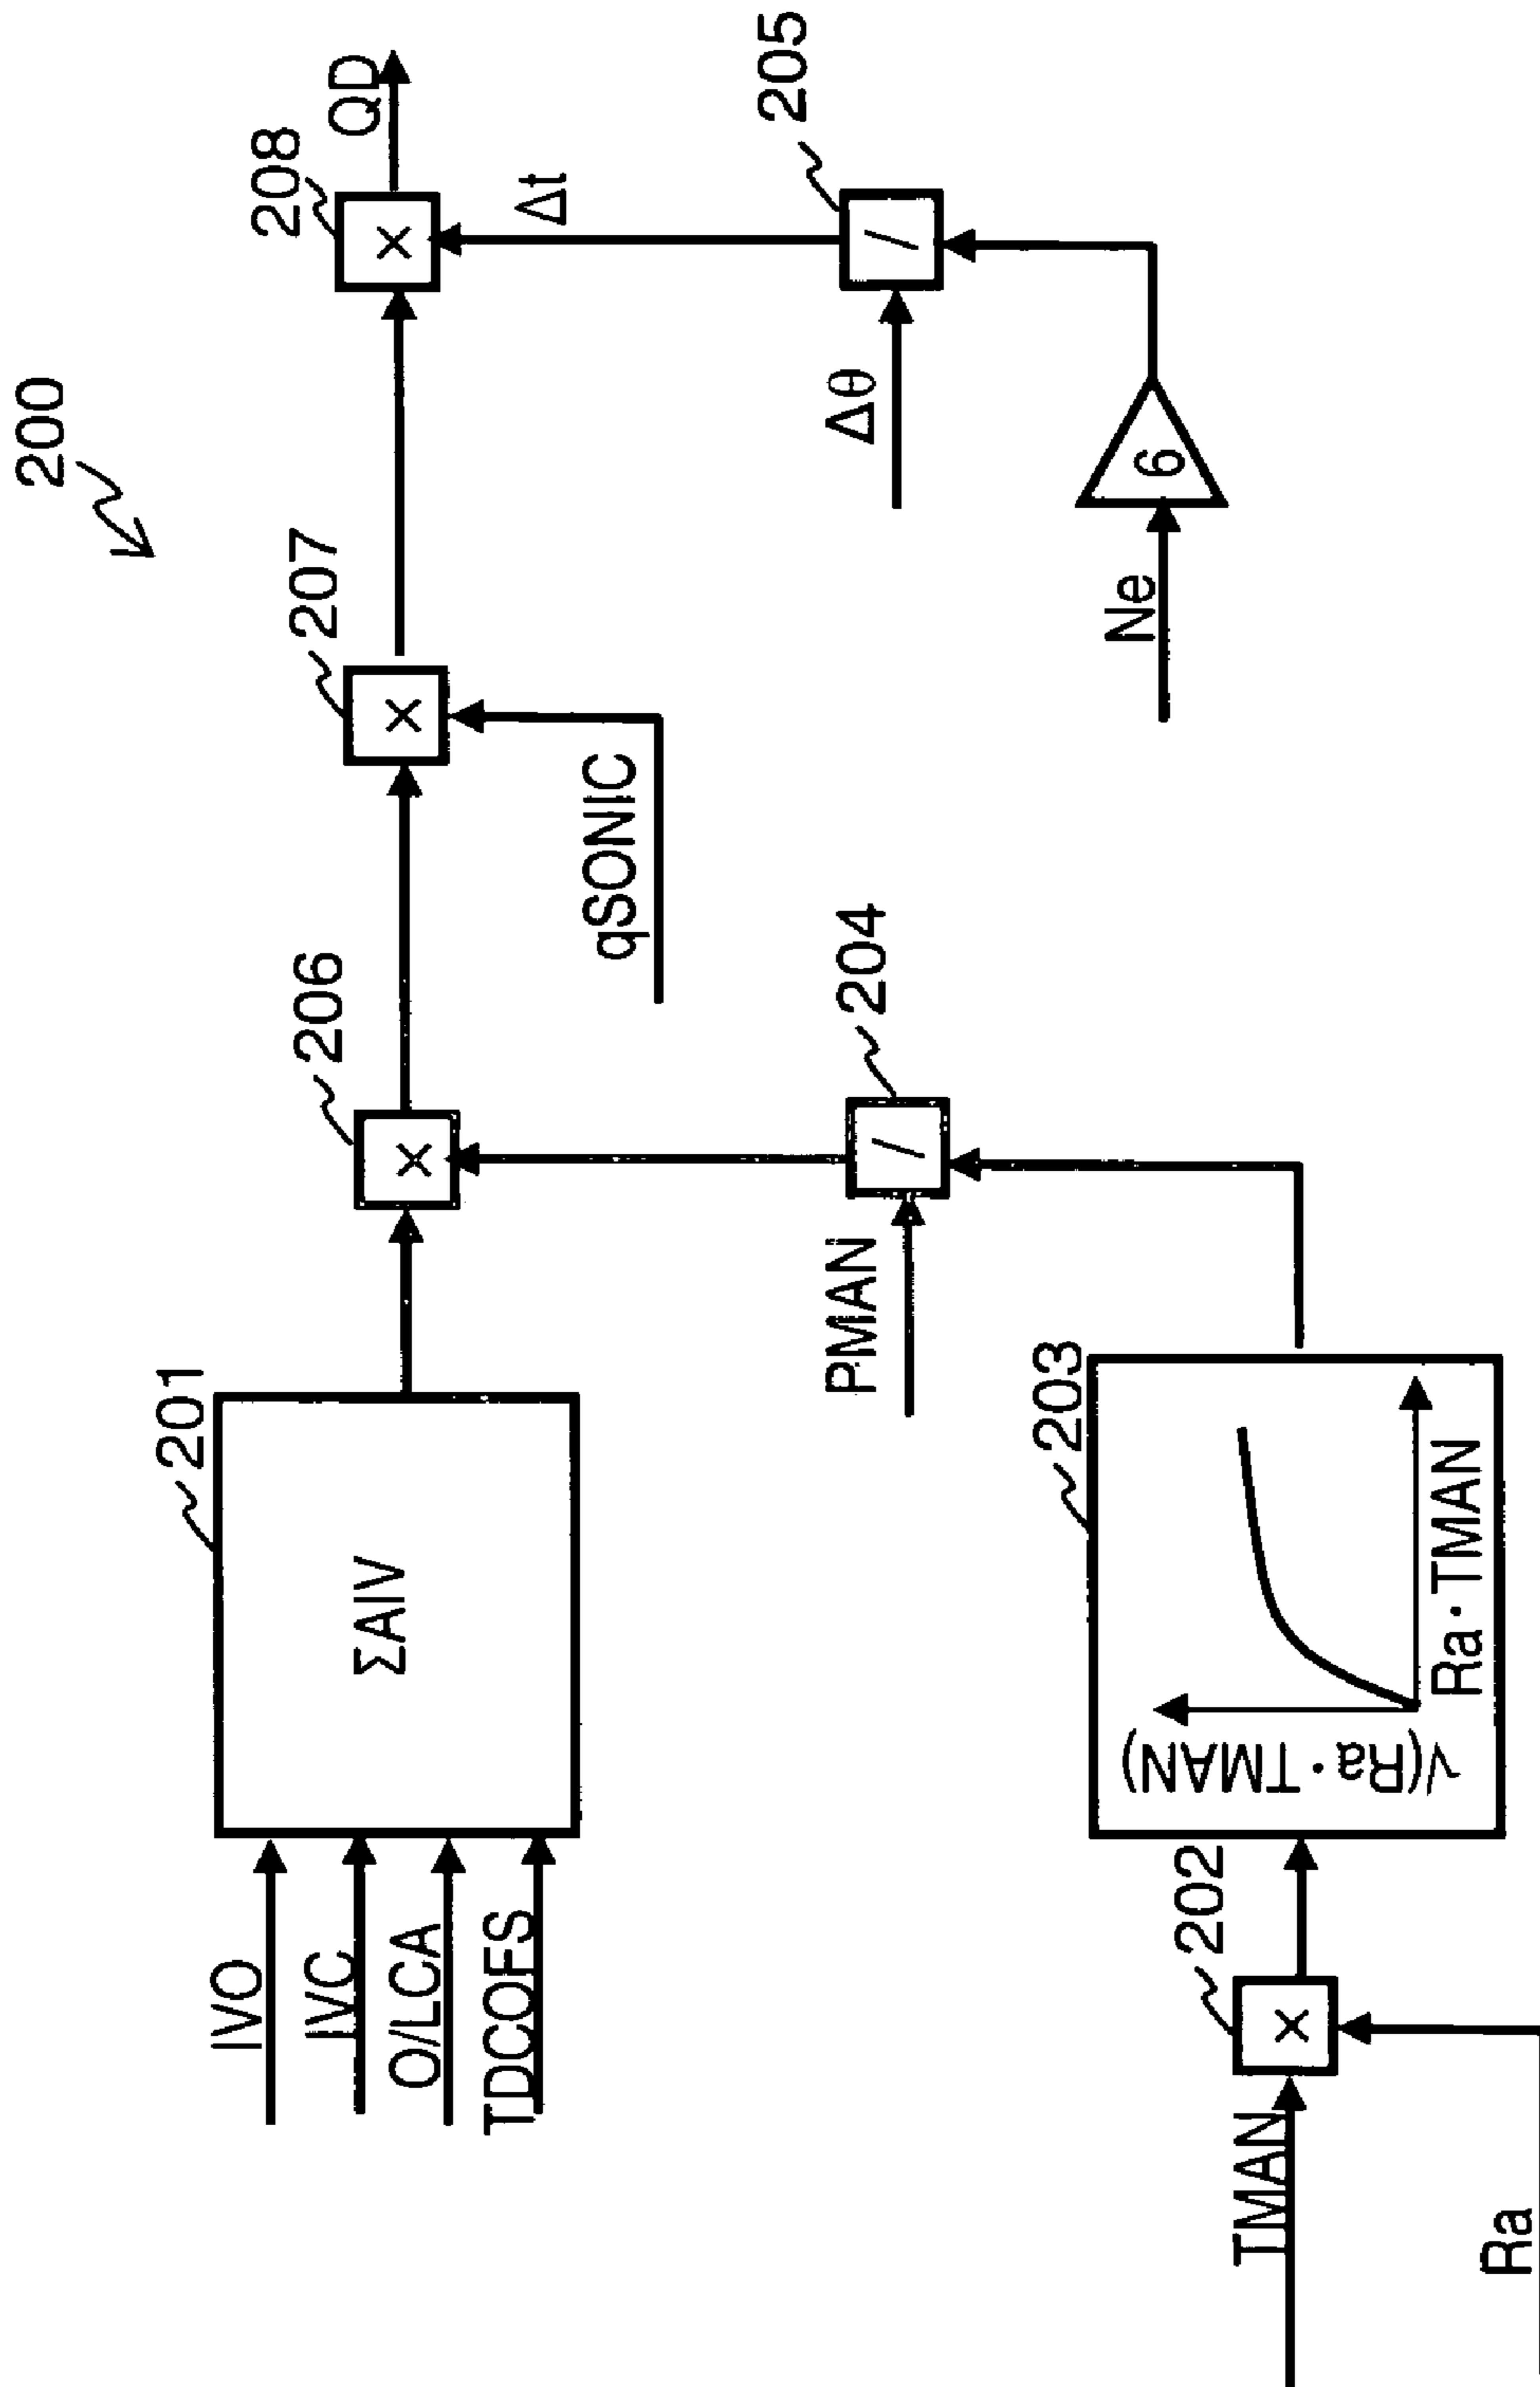 200
201
ΣAIV
IVO
IVC
O/LCA
TDCOFS
206
×
207
×
208
×
QD
qSONIC
Δt
PMAN
204
/
205
/
Δθ
Ne
6
203
√(Ra·TMAN)
Ra·TMAN
202
×
TMAN
Ra